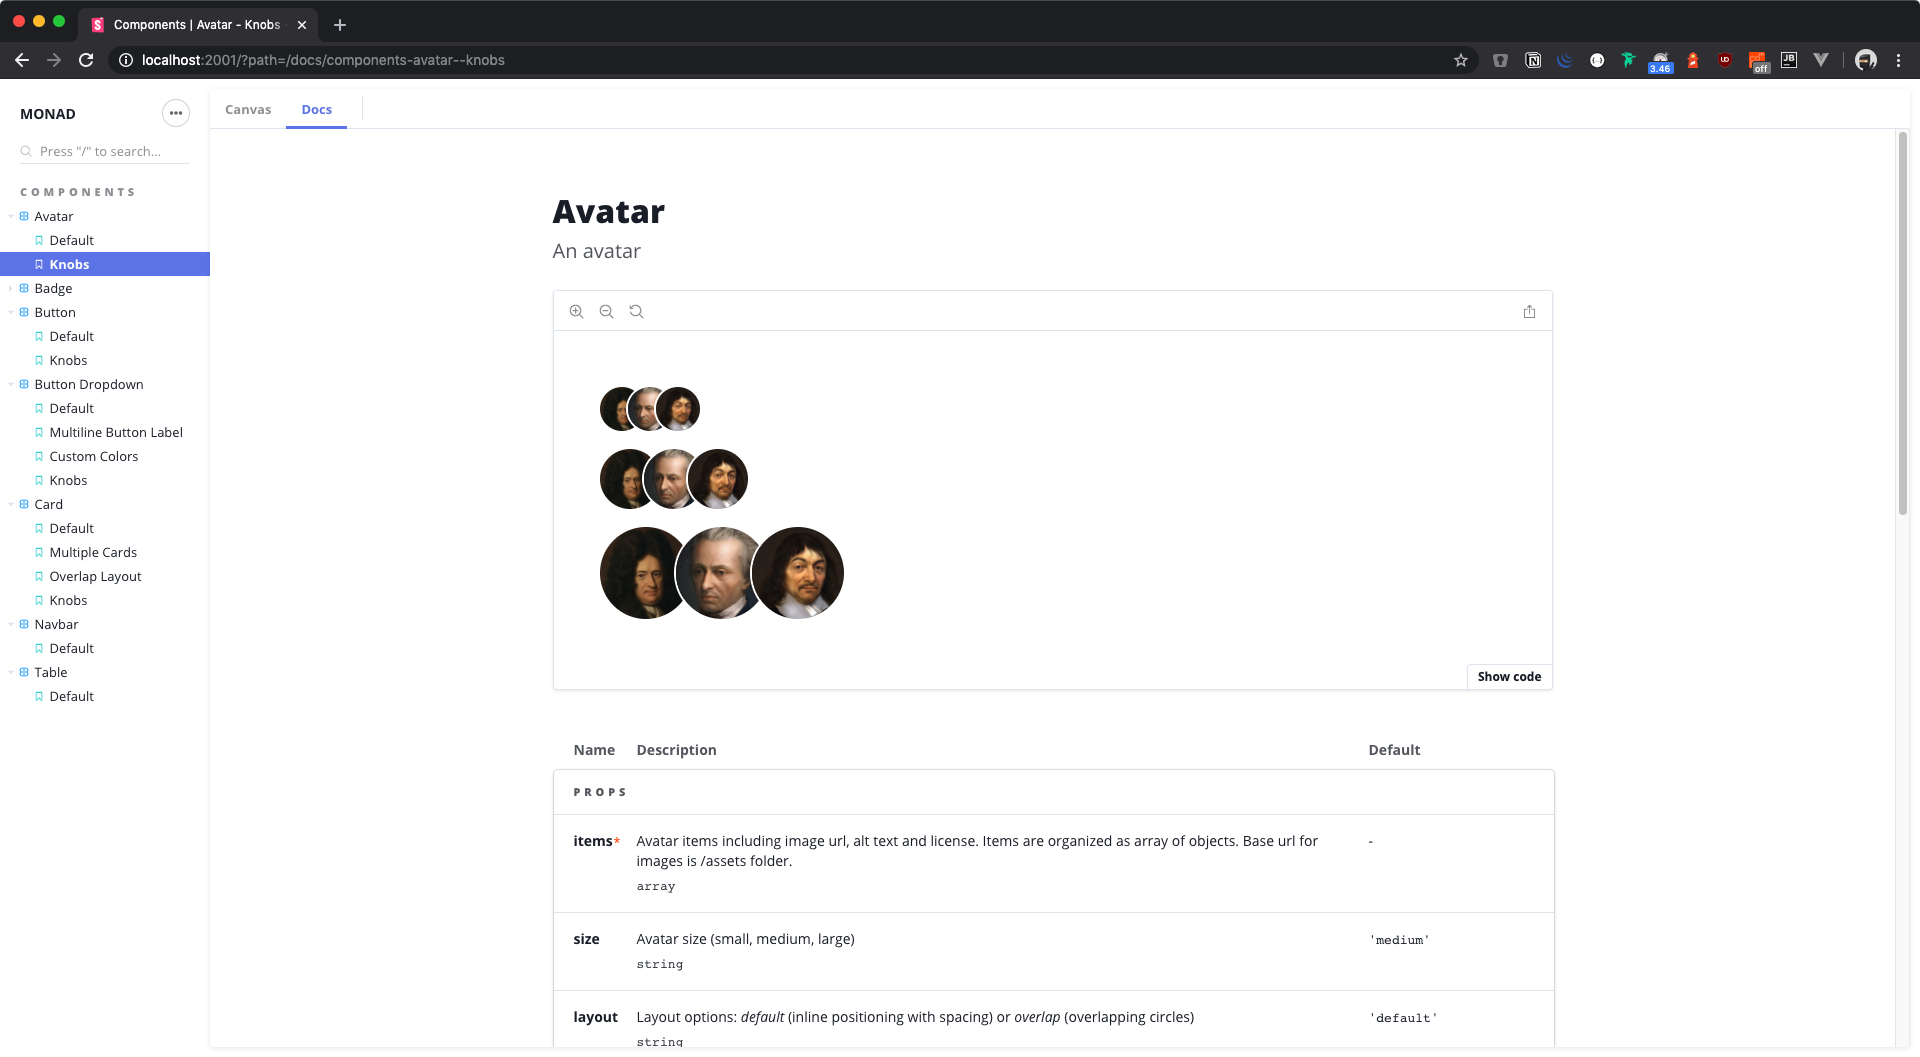 Components | Avatar - Knobs
localhost:2001/?path=/docs/components-avatar--knobs
3.46
off
JB
MONAD
Press "/" to search...
COMPONENTS
Avatar
Default
Knobs
Badge
Button
Default
Knobs
Button Dropdown
Default
Multiline Button Label
Custom Colors
Knobs
Card
Default
Multiple Cards
Overlap Layout
Knobs
Navbar
Default
Table
Default
Canvas Docs
Avatar
An avatar
Show code
Name Description Default
PROPS
items* Avatar items including image url, alt text and license. Items are organized as array of objects. Base url for -
images is /assets folder.
array
size Avatar size (small, medium, large) 'medium'
string
layout Layout options: default (inline positioning with spacing) or overlap (overlapping circles) 'default'
string